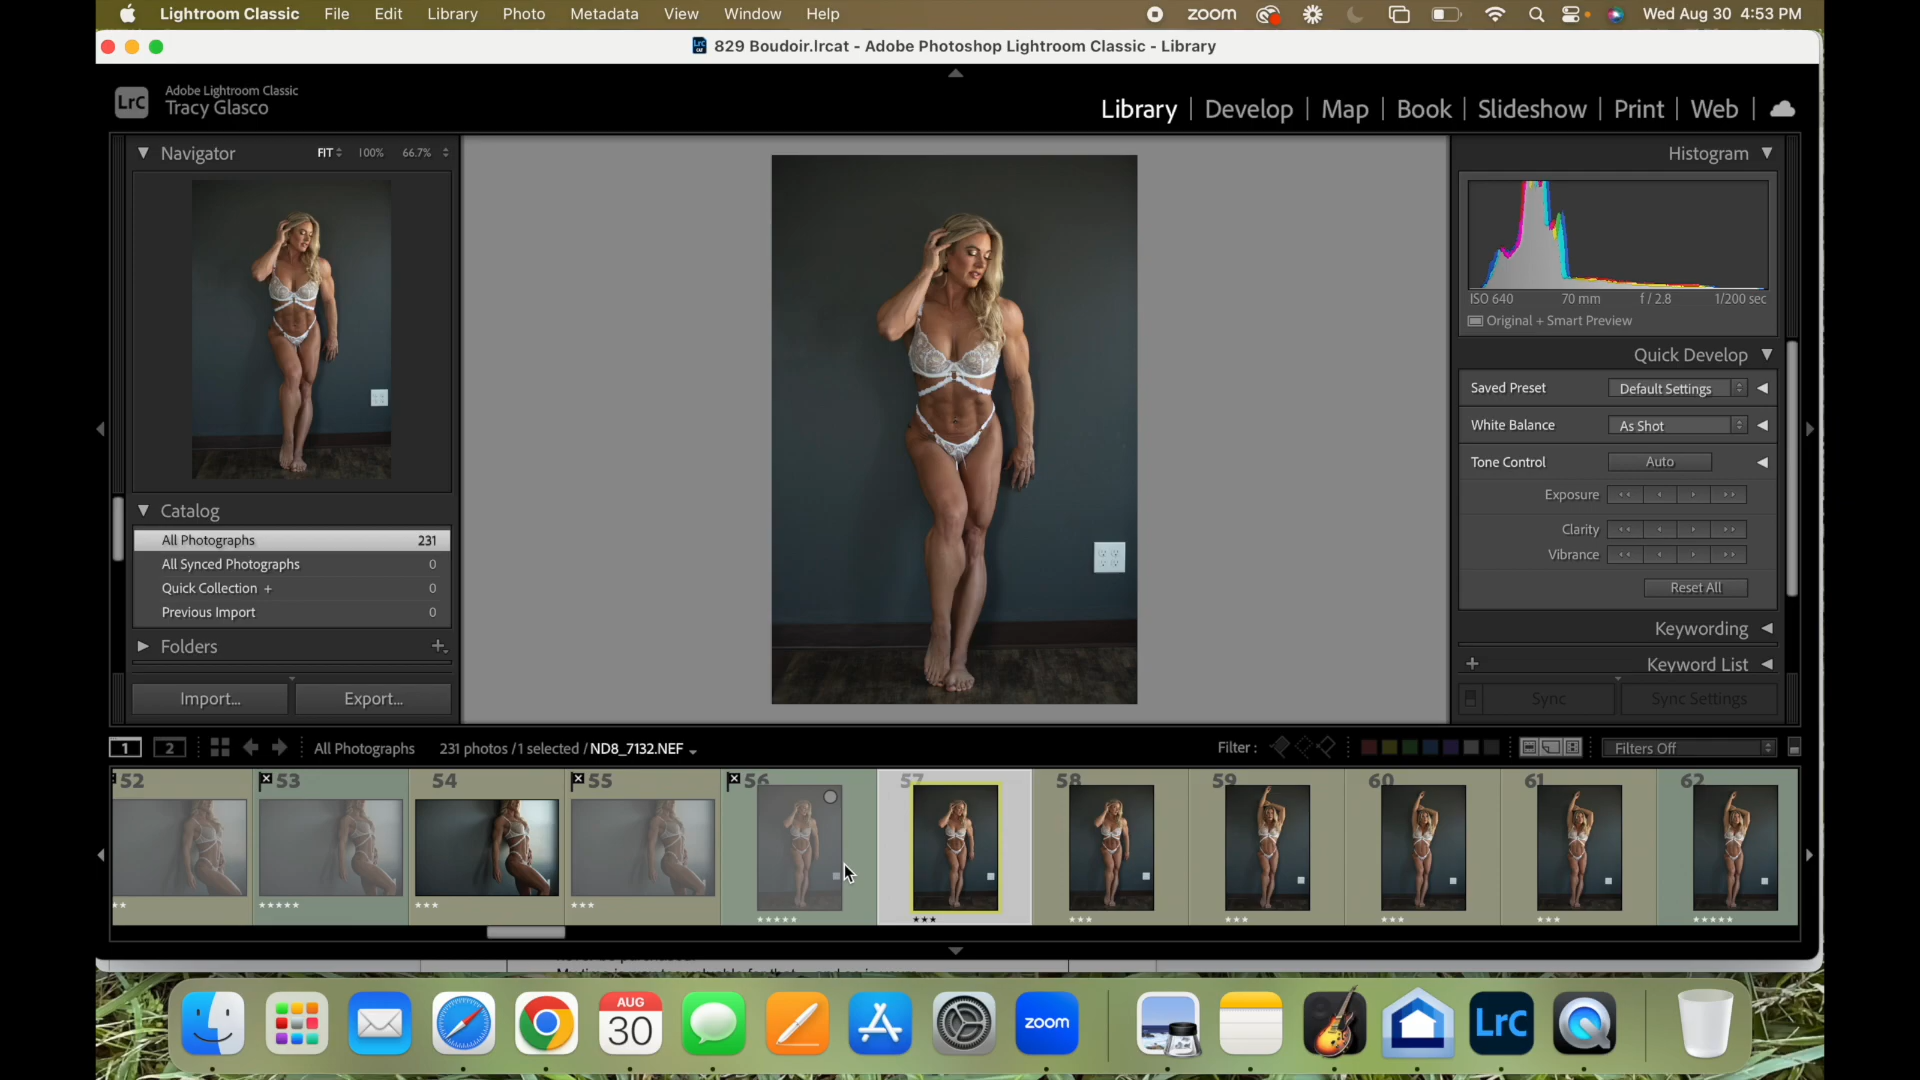 Lightroom Classic File Edit Library Photo Metadata View Window Help zoom Wed Aug 30 4:53 PM
829 Boudoir.lrcat - Adobe Photoshop Lightroom Classic - Library
LrC Adobe Lightroom Classic
Tracy Glasco
Library | Develop | Map | Book | Slideshow | Print | Web
Navigator FIT 100% 66.7%
Histogram
ISO 640 70 mm f / 2.8 1/200 sec
Original + Smart Preview
Quick Develop
Saved Preset Default Settings
White Balance As Shot
Tone Control Auto
Exposure
Clarity
Vibrance
Reset All
Keywording
Keyword List
Sync Sync Settings
Catalog
All Photographs 231
All Synced Photographs 0
Quick Collection + 0
Previous Import 0
Folders
Import... Export...
1 2 All Photographs 231 photos / 1 selected / ND8_7132.NEF Filter : Filters Off
52 53 54 55 56 57 58 59 60 61 62
AUG
30
zoom
LrC